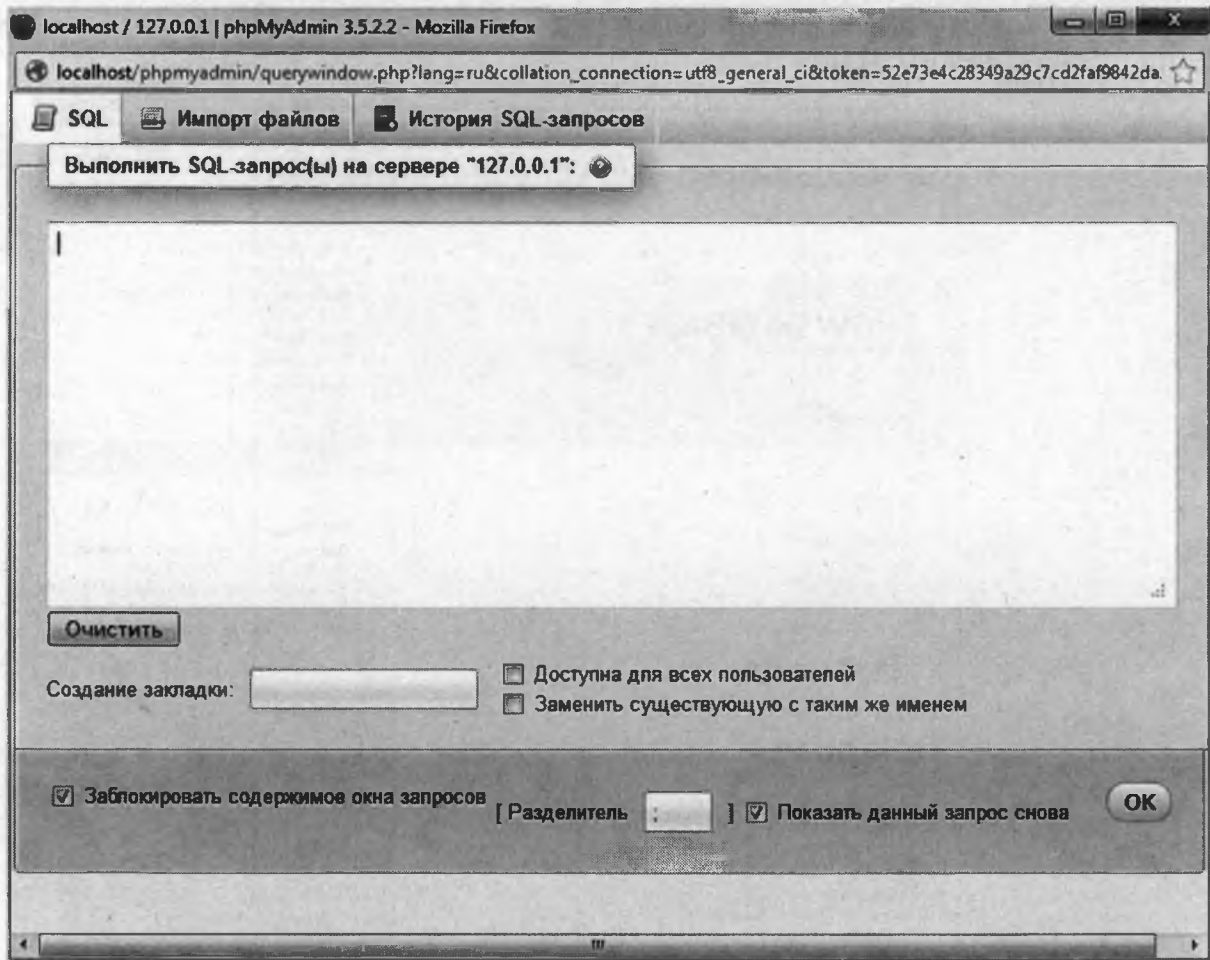 localhost / 127.0.0.1 | phpMyAdmin 3.5.2.2 - Mozilla Firefox
localhost/phpmyadmin/querywindow.php?lang=ru&collation_connection=utf8_general_ci&token=52e73e4c28349a29c7cd2faf9842da.
SQL Импорт файлов История SQL-запросов
Выполнить SQL-запрос(ы) на сервере "127.0.0.1":
Очистить
Создание закладки:
Доступна для всех пользователей
Заменить существующую с таким же именем
Заблокировать содержимое окна запросов [ Разделитель ; ] Показать данный запрос снова OK